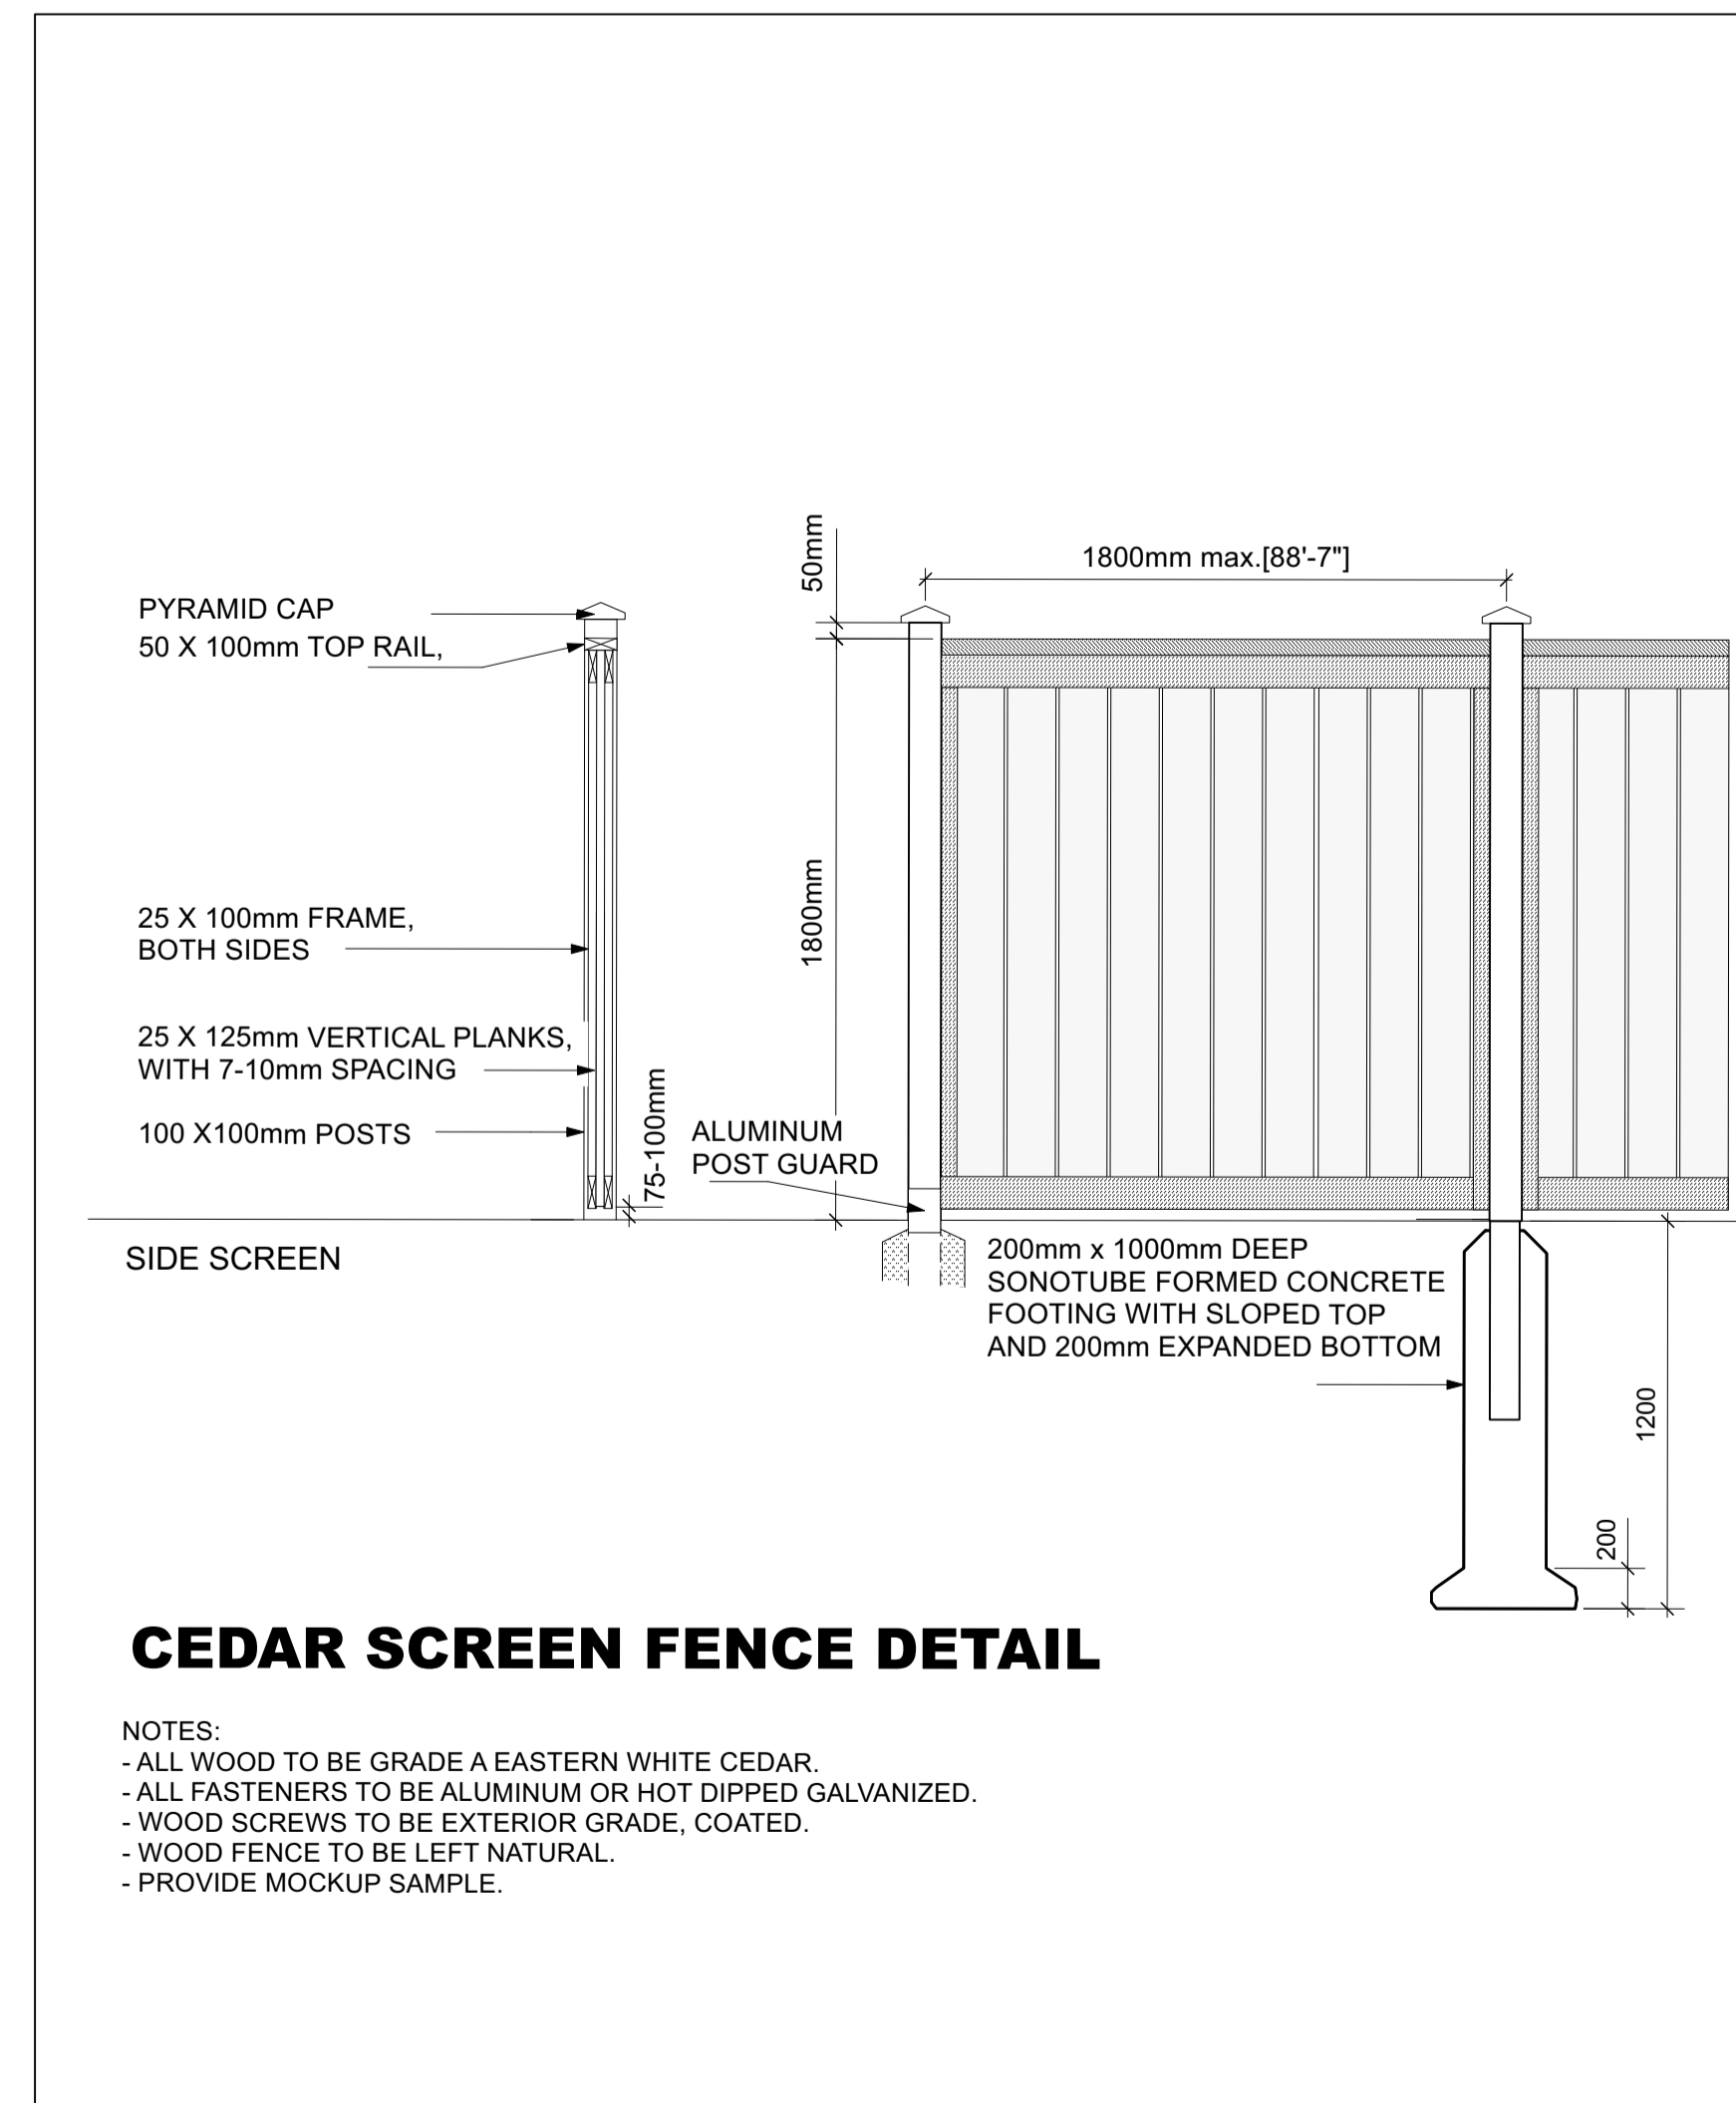 50mm
1800mm max.[88'-7"]
PYRAMID CAP
50 X 100mm TOP RAIL,
1800mm
25 X 100mm FRAME,
BOTH SIDES
25 X 125mm VERTICAL PLANKS,
WITH 7-10mm SPACING
100 X100mm POSTS
75-100mm
ALUMINUM
POST GUARD
SIDE SCREEN
200mm x 1000mm DEEP
SONOTUBE FORMED CONCRETE
FOOTING WITH SLOPED TOP
AND 200mm EXPANDED BOTTOM
1200
200
CEDAR SCREEN FENCE DETAIL
NOTES:
- ALL WOOD TO BE GRADE A EASTERN WHITE CEDAR.
- ALL FASTENERS TO BE ALUMINUM OR HOT DIPPED GALVANIZED.
- WOOD SCREWS TO BE EXTERIOR GRADE, COATED.
- WOOD FENCE TO BE LEFT NATURAL.
- PROVIDE MOCKUP SAMPLE.